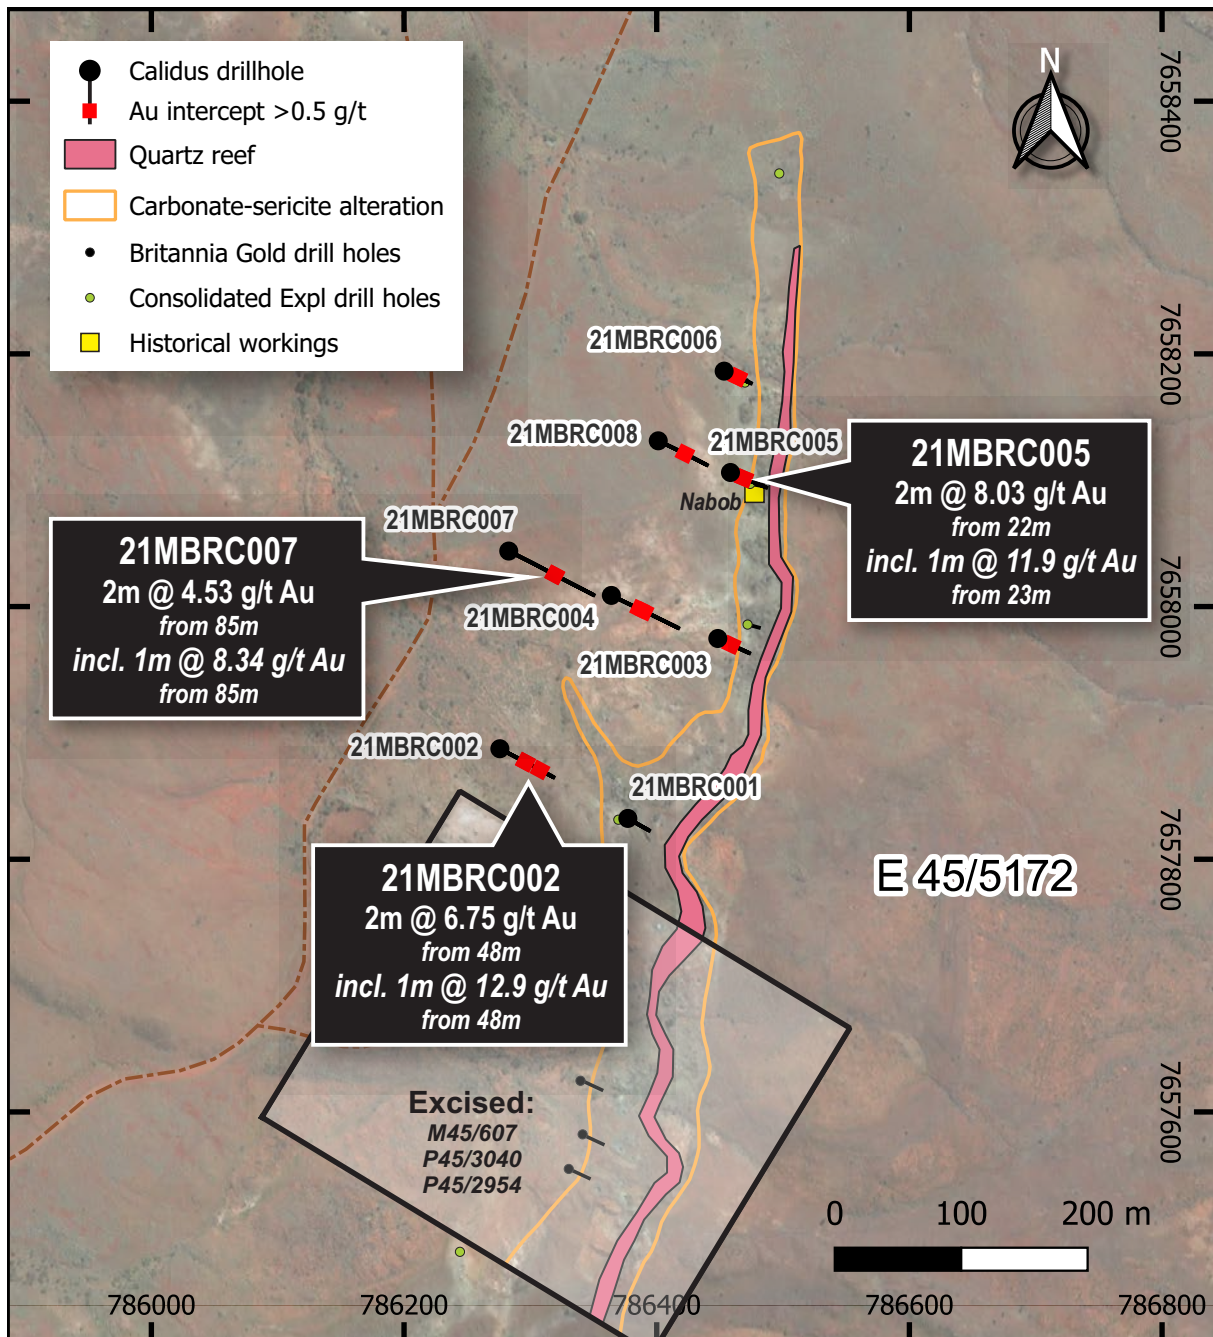 Calidus drillhole
Au intercept >0.5 g/t
Quartz reef
Carbonate-sericite alteration
Britannia Gold drill holes
Consolidated Expl drill holes
Historical workings
N
7658400
7658200
7658000
7657800
7657600
21MBRC006
21MBRC008
21MBRC005
Nabob
21MBRC005
2m @ 8.03 g/t Au
from 22m
incl. 1m @ 11.9 g/t Au
from 23m
21MBRC007
21MBRC007
2m @ 4.53 g/t Au
from 85m
incl. 1m @ 8.34 g/t Au
from 85m
21MBRC004
21MBRC003
21MBRC002
21MBRC001
21MBRC002
2m @ 6.75 g/t Au
from 48m
incl. 1m @ 12.9 g/t Au
from 48m
E 45/5172
Excised:
M45/607
P45/3040
P45/2954
0 100 200 m
786000 786200 786400 786600 786800